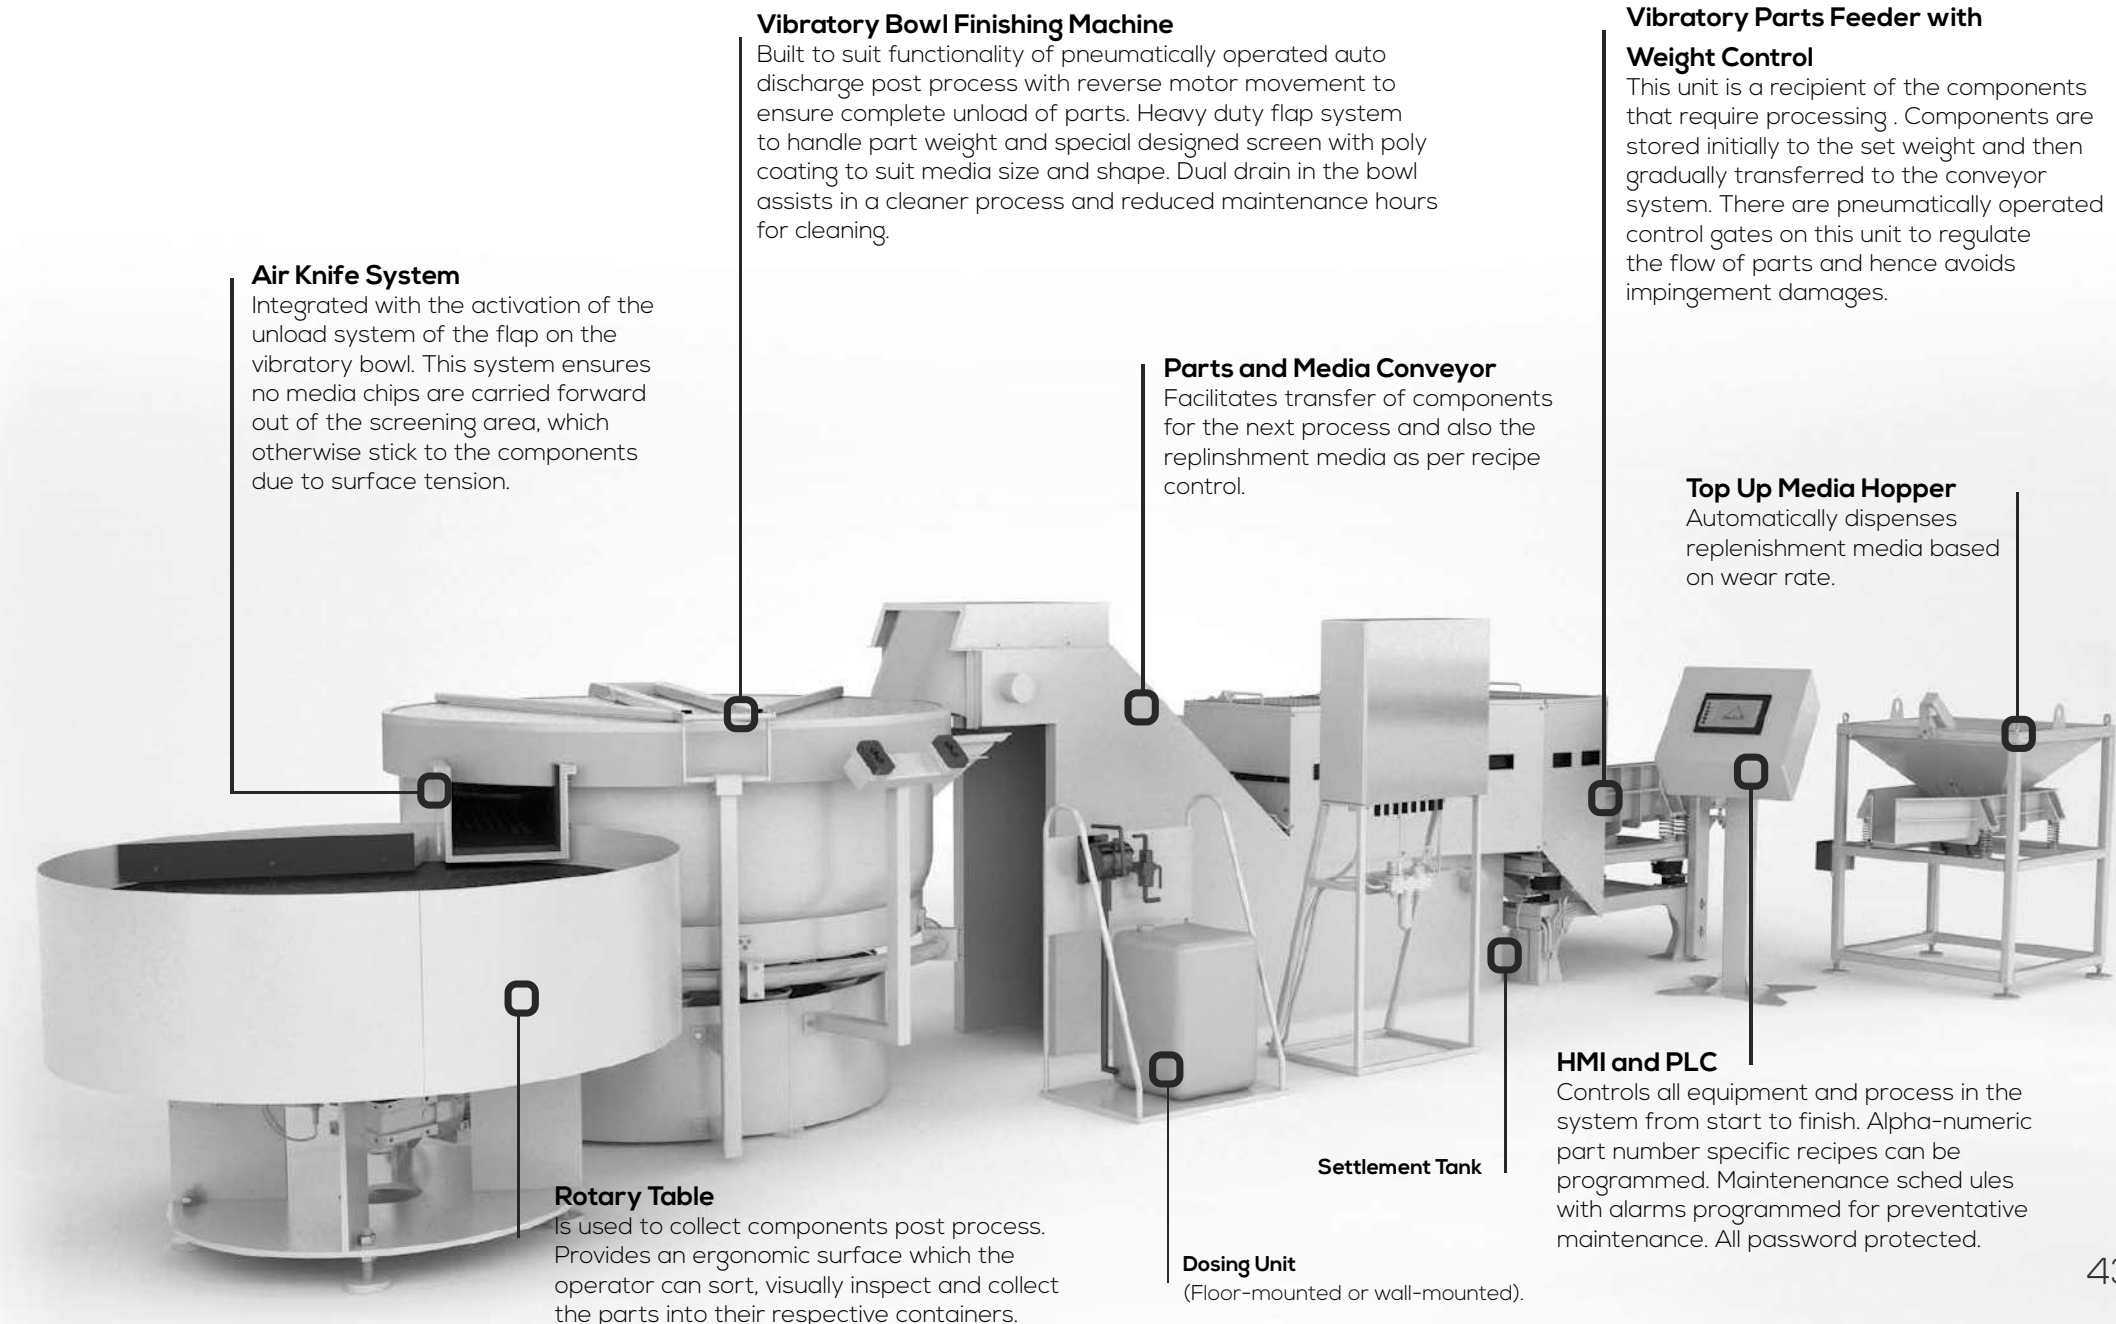 Vibratory Bowl Finishing Machine
Built to suit functionality of pneumatically operated auto
discharge post process with reverse motor movement to
ensure complete unload of parts. Heavy duty flap system
to handle part weight and special designed screen with poly
coating to suit media size and shape. Dual drain in the bowl
assists in a cleaner process and reduced maintenance hours
for cleaning.
Vibratory Parts Feeder with
Weight Control
This unit is a recipient of the components
that require processing . Components are
stored initially to the set weight and then
gradually transferred to the conveyor
system. There are pneumatically operated
control gates on this unit to regulate
the flow of parts and hence avoids
impingement damages.
Air Knife System
Integrated with the activation of the
unload system of the flap on the
vibratory bowl. This system ensures
no media chips are carried forward
out of the screening area, which
otherwise stick to the components
due to surface tension.
Parts and Media Conveyor
Facilitates transfer of components
for the next process and also the
replinshment media as per recipe
control.
Top Up Media Hopper
Automatically dispenses
replenishment media based
on wear rate.
HMI and PLC
Controls all equipment and process in the
system from start to finish. Alpha-numeric
part number specific recipes can be
programmed. Maintenenance sched ules
with alarms programmed for preventative
maintenance. All password protected.
Settlement Tank
Rotary Table
Is used to collect components post process.
Provides an ergonomic surface which the
operator can sort, visually inspect and collect
the parts into their respective containers.
Dosing Unit
(Floor-mounted or wall-mounted).
43